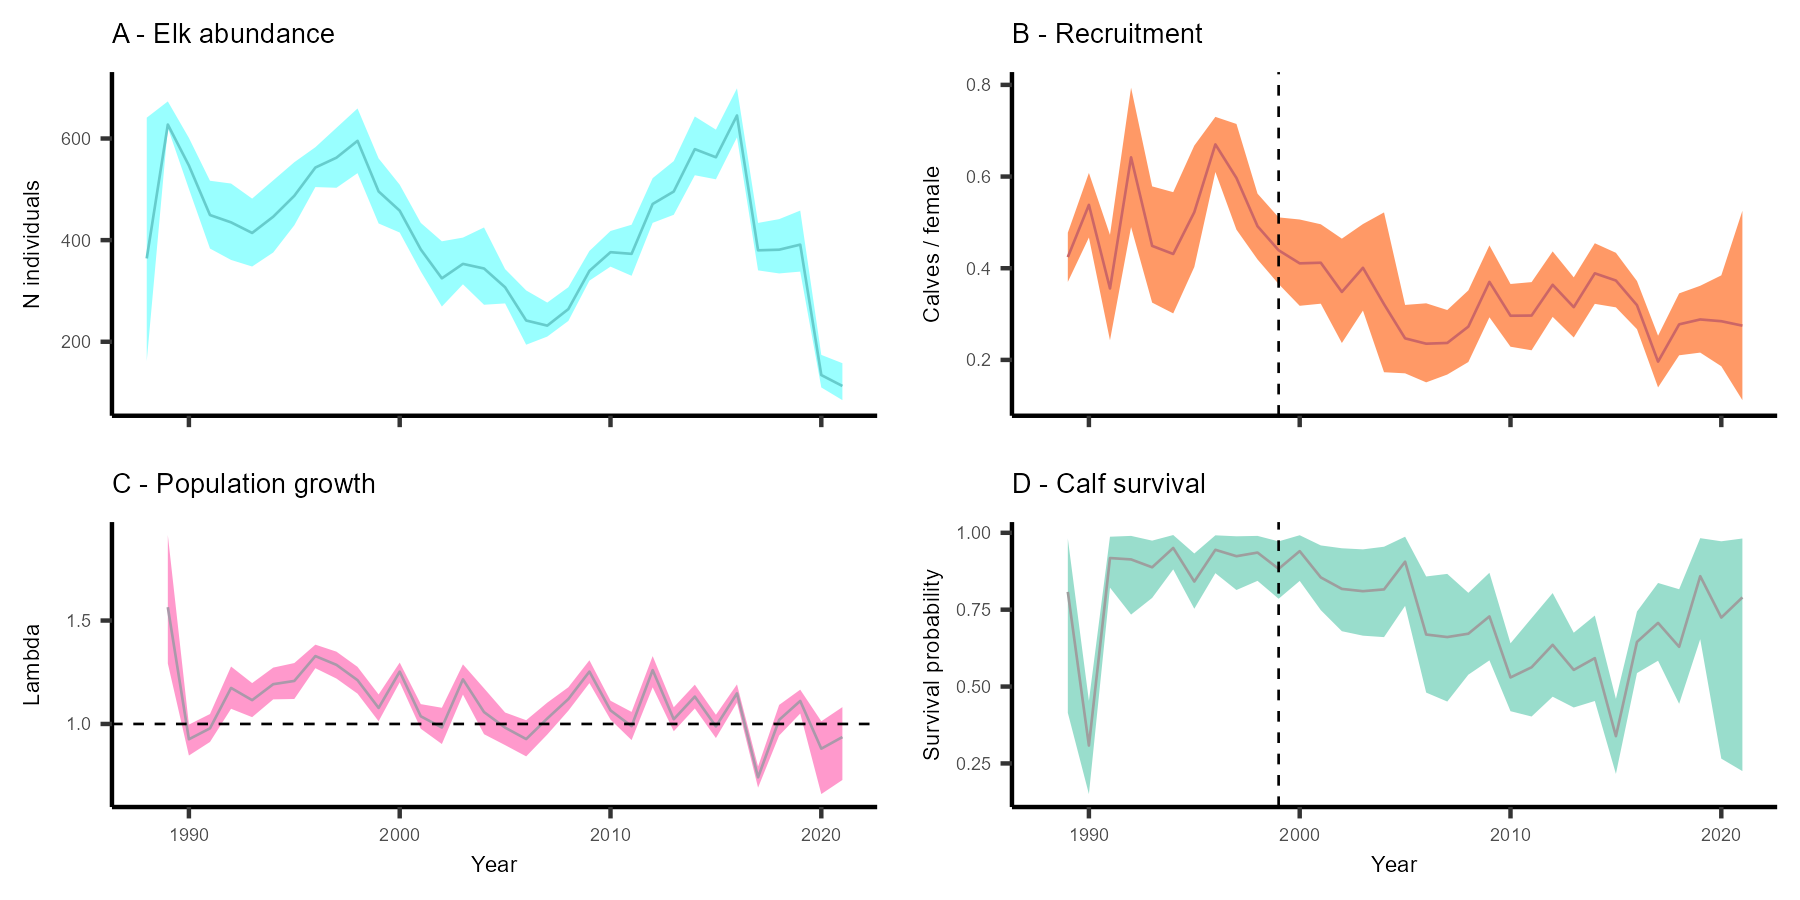 A - Elk abundance
N individuals
600
400
200
B - Recruitment
Calves / female
0.8
0.6
0.4
0.2
C - Population growth
Lambda
1.5
1.0
1990
2000
2010
2020
Year
D - Calf survival
Survival probability
1.00
0.75
0.50
0.25
1990
2000
2010
2020
Year